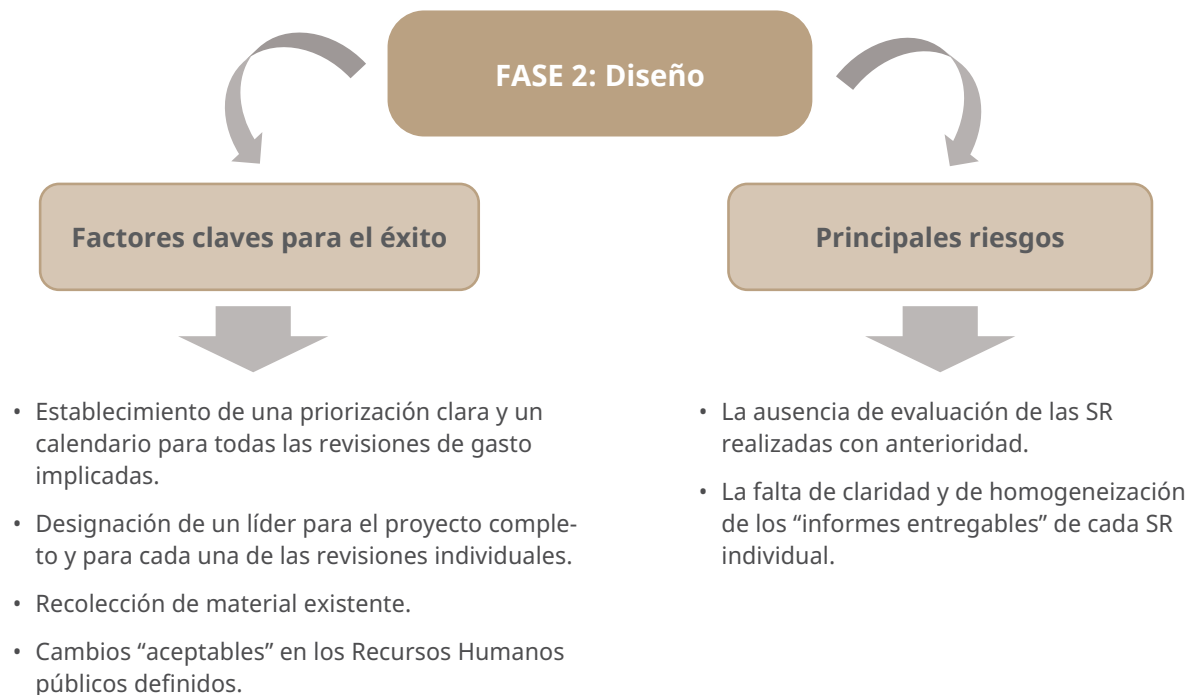 FASE 2: Diseño
Factores claves para el éxito
• Establecimiento de una priorización clara y un
calendario para todas las revisiones de gasto
implicadas.
• Designación de un líder para el proyecto comple-
to y para cada una de las revisiones individuales.
• Recolección de material existente.
• Cambios “aceptables” en los Recursos Humanos
públicos definidos.
Principales riesgos
• La ausencia de evaluación de las SR
realizadas con anterioridad.
• La falta de claridad y de homogeneización
de los “informes entregables” de cada SR
individual.